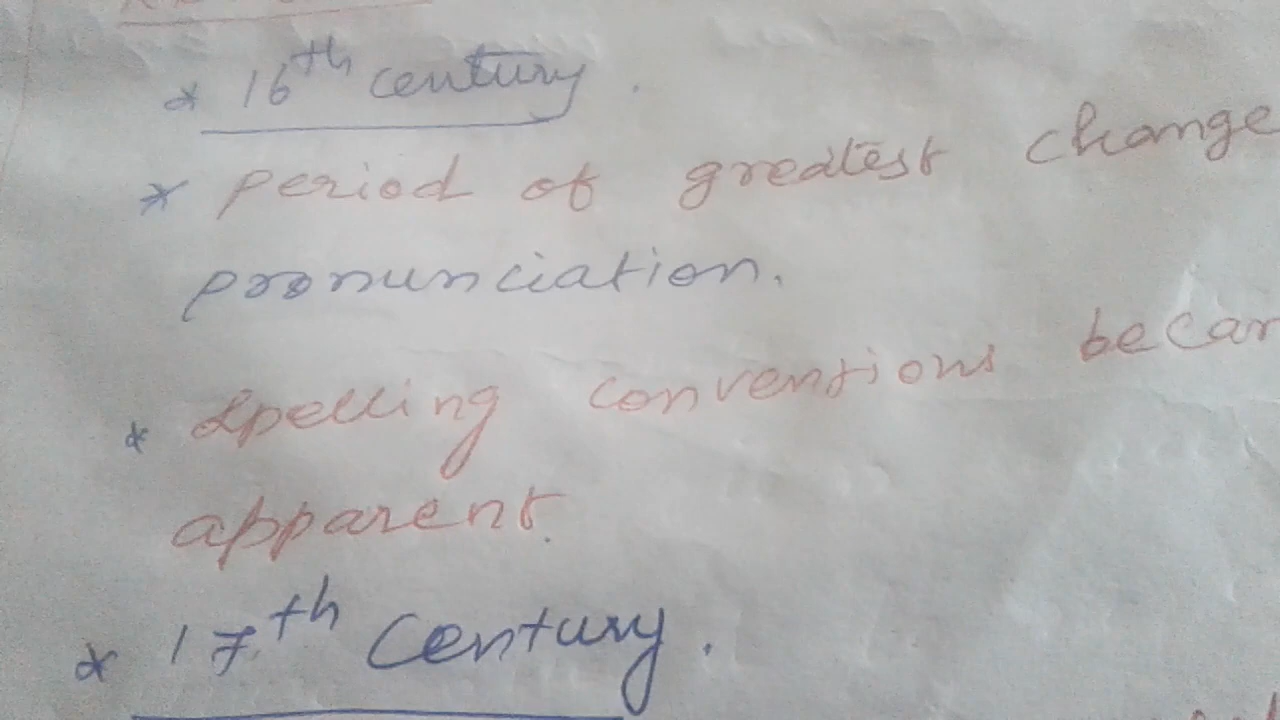 * 16th century.
* period of greatest change
pronunciation.
* Spelling conventions becam
apparent.
* 17th Century.